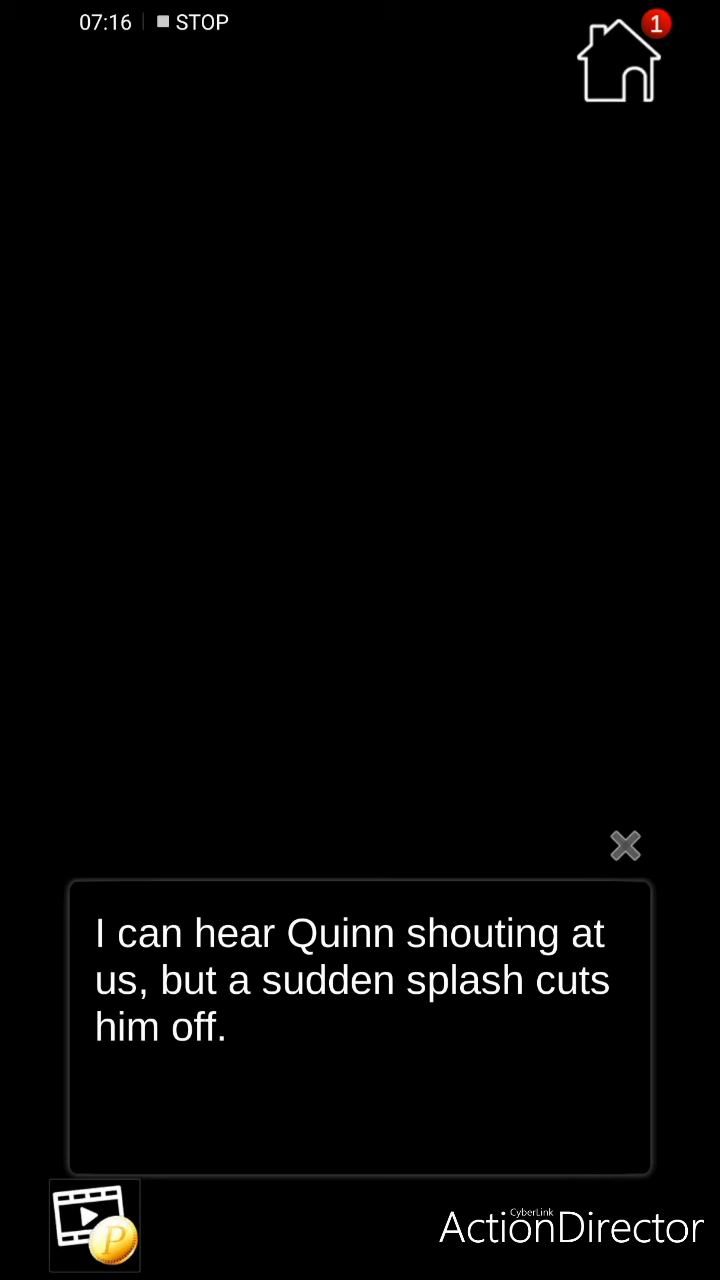 07:16
STOP
1
I can hear Quinn shouting at
us, but a sudden splash cuts
him off.
P
CyberLink
ActionDirector